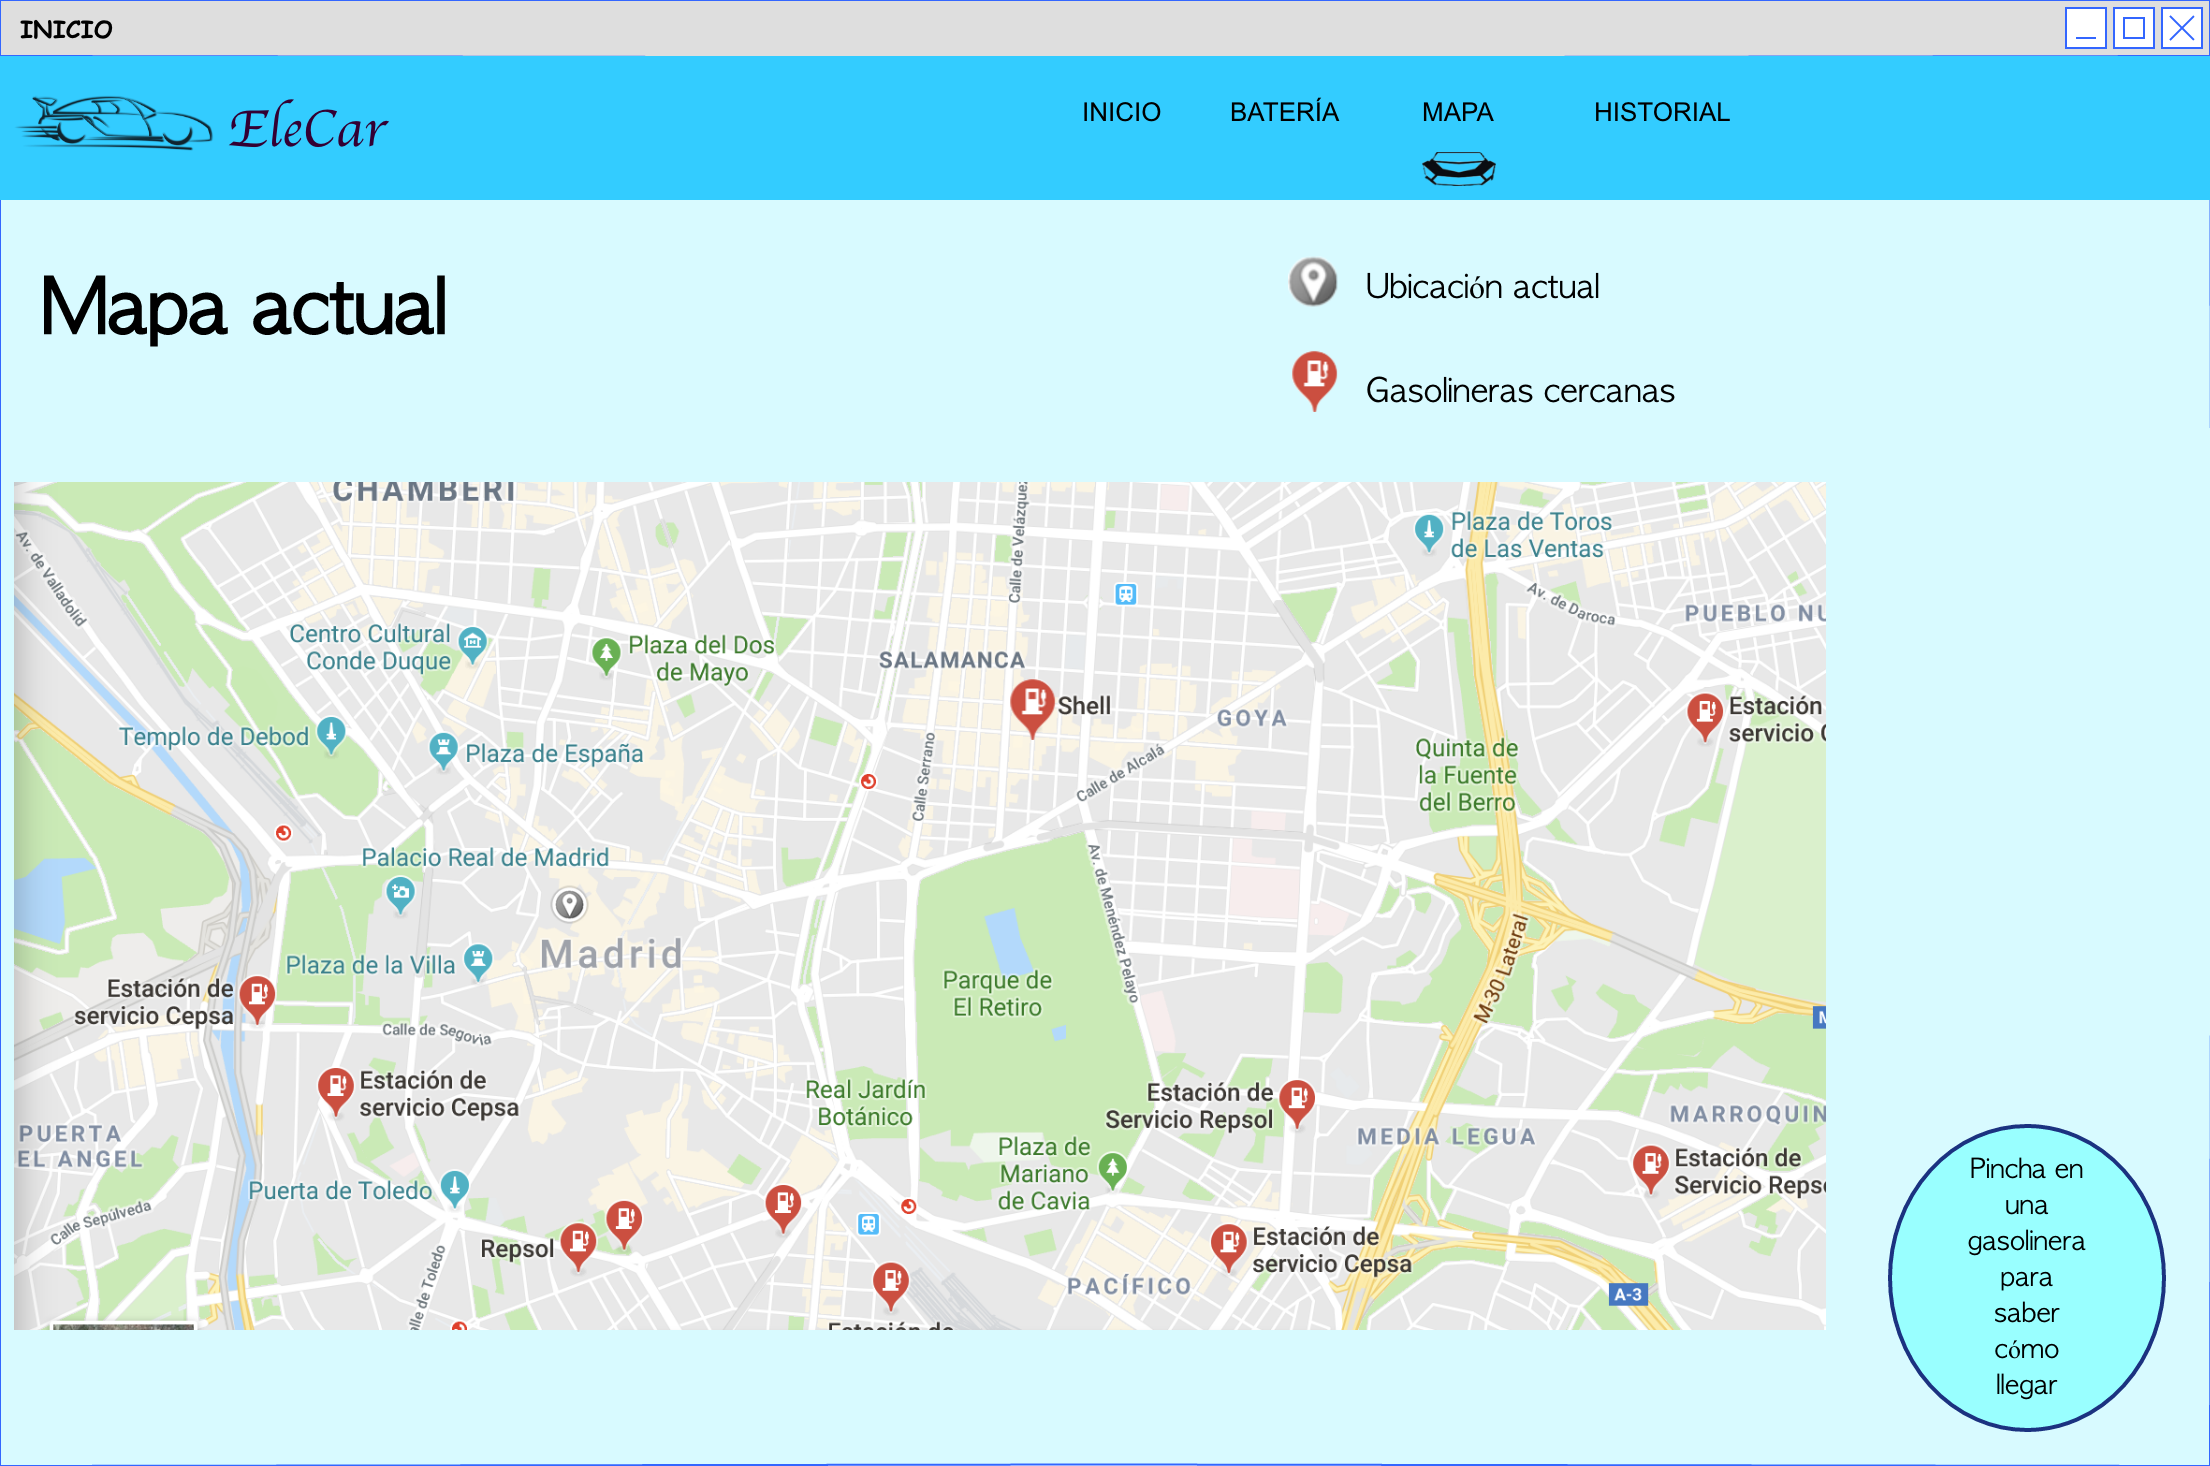 INICIO
EleCar
INICIO
BATERÍA
MAPA
HISTORIAL
Mapa actual
Ubicación actual
Gasolineras cercanas
CHAMBERÍ
Calle de Velázquez
Plaza de Toros
de Las Ventas
Av. de Valladolid
Av. de Daroca
PUEBLO NU
Centro Cultural
Conde Duque
Plaza del Dos
de Mayo
SALAMANCA
Shell
GOYA
Estación
servicio C
Templo de Debod
Plaza de España
Calle Serrano
Calle de Alcalá
Quinta de
la Fuente
del Berro
Palacio Real de Madrid
Av. de Menéndez Pelayo
Madrid
Plaza de la Villa
M-30 Lateral
Parque de
El Retiro
Estación de
servicio Cepsa
Calle de Segovia
M
Estación de
servicio Cepsa
Real Jardín
Botánico
Estación de
Servicio Repsol
MARROQUIN
PUERTA
EL ANGEL
MEDIA LEGUA
Plaza de
Mariano
de Cavia
Estación de
Servicio Repso
Puerta de Toledo
Calle Sepúlveda
Repsol
Estación de
servicio Cepsa
alle de Toledo
PACÍFICO
A-3
Estación de
Pincha en
una
gasolinera
para
saber
cómo
llegar